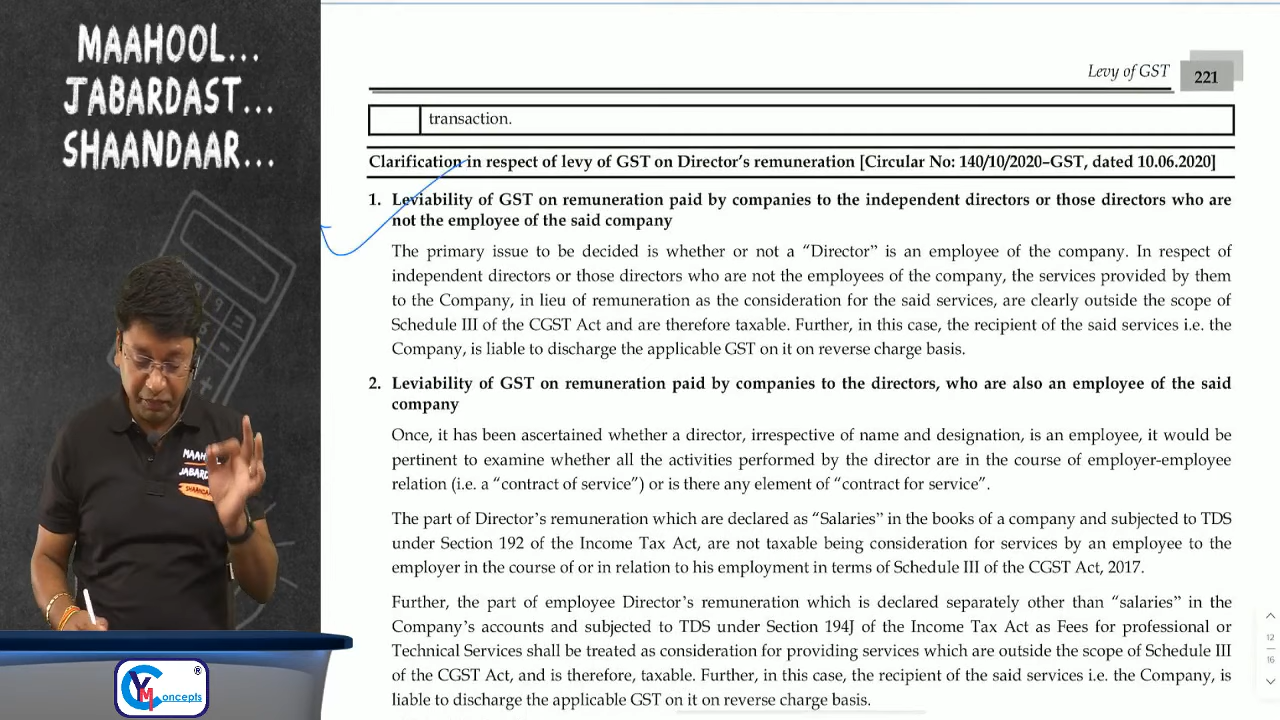 MAAHOOL...
JABARDAST...
SHAANDAAR...
Levy of GST 221
transaction.
Clarification in respect of levy of GST on Director's remuneration [Circular No: 140/10/2020–GST, dated 10.06.2020]
1. Leviability of GST on remuneration paid by companies to the independent directors or those directors who are
not the employee of the said company
The primary issue to be decided is whether or not a "Director" is an employee of the company. In respect of
independent directors or those directors who are not the employees of the company, the services provided by them
to the Company, in lieu of remuneration as the consideration for the said services, are clearly outside the scope of
Schedule III of the CGST Act and are therefore taxable. Further, in this case, the recipient of the said services i.e. the
Company, is liable to discharge the applicable GST on it on reverse charge basis.
2. Leviability of GST on remuneration paid by companies to the directors, who are also an employee of the said
company
Once, it has been ascertained whether a director, irrespective of name and designation, is an employee, it would be
pertinent to examine whether all the activities performed by the director are in the course of employer-employee
relation (i.e. a "contract of service") or is there any element of "contract for service".
The part of Director's remuneration which are declared as "Salaries" in the books of a company and subjected to TDS
under Section 192 of the Income Tax Act, are not taxable being consideration for services by an employee to the
employer in the course of or in relation to his employment in terms of Schedule III of the CGST Act, 2017.
Further, the part of employee Director's remuneration which is declared separately other than "salaries" in the
Company's accounts and subjected to TDS under Section 194J of the Income Tax Act as Fees for professional or
Technical Services shall be treated as consideration for providing services which are outside the scope of Schedule III
of the CGST Act, and is therefore, taxable. Further, in this case, the recipient of the said services i.e. the Company, is
liable to discharge the applicable GST on it on reverse charge basis.
12
16
MAAH
JABARD
SHAANDA
YM Concepts ®